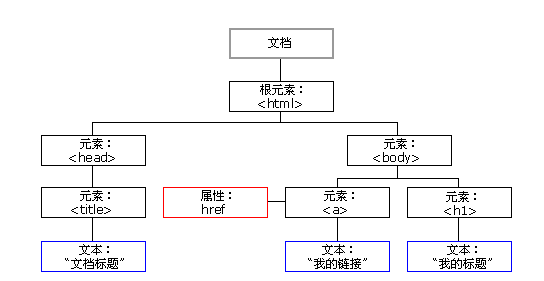 文档
根元素：
<html>
元素：
<head>
元素：
<body>
元素：
<title>
属性：
href
元素：
<a>
元素：
<h1>
文本：
“文档标题”
文本：
“我的链接”
文本：
“我的标题”